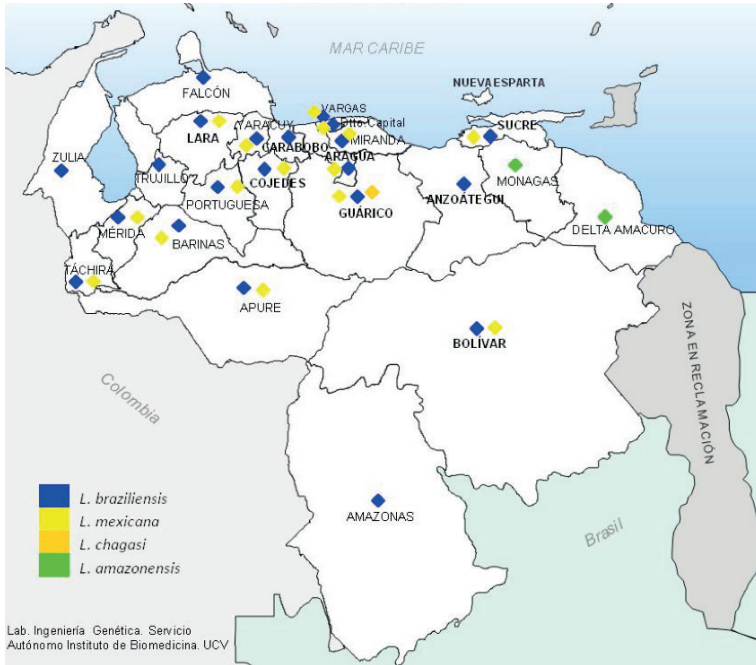 MAR CARIBE
NUEVA ESPARTA
FALCÓN
VARGAS
Dtto Capital
YARACUY
LARA
CARABOBO
MIRANDA
SUCRE
ARAGUA
ZULIA
TRUJILLO
COJEDES
MONAGAS
PORTUGUESA
ANZOÁTEGUI
GUÁRICO
DELTA AMACURO
MÉRIDA
BARINAS
TÁCHIRA
APURE
BOLÍVAR
ZONA EN RECLAMACIÓN
Colombia
AMAZONAS
Brasil
L. braziliensis
L. mexicana
L. chagasi
L. amazonensis
Lab. Ingeniería Genética. Servicio
Autónomo Instituto de Biomedicina. UCV